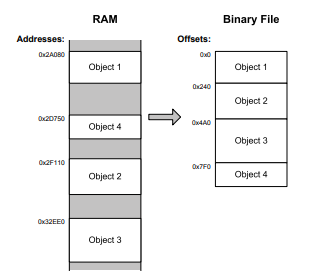 RAM
Binary File
Addresses:
Offsets:
0x2A080
Object 1
0x2D750
Object 4
0x2F110
Object 2
0x32EE0
Object 3
0x0
Object 1
0x240
Object 2
0x4A0
Object 3
0x7F0
Object 4